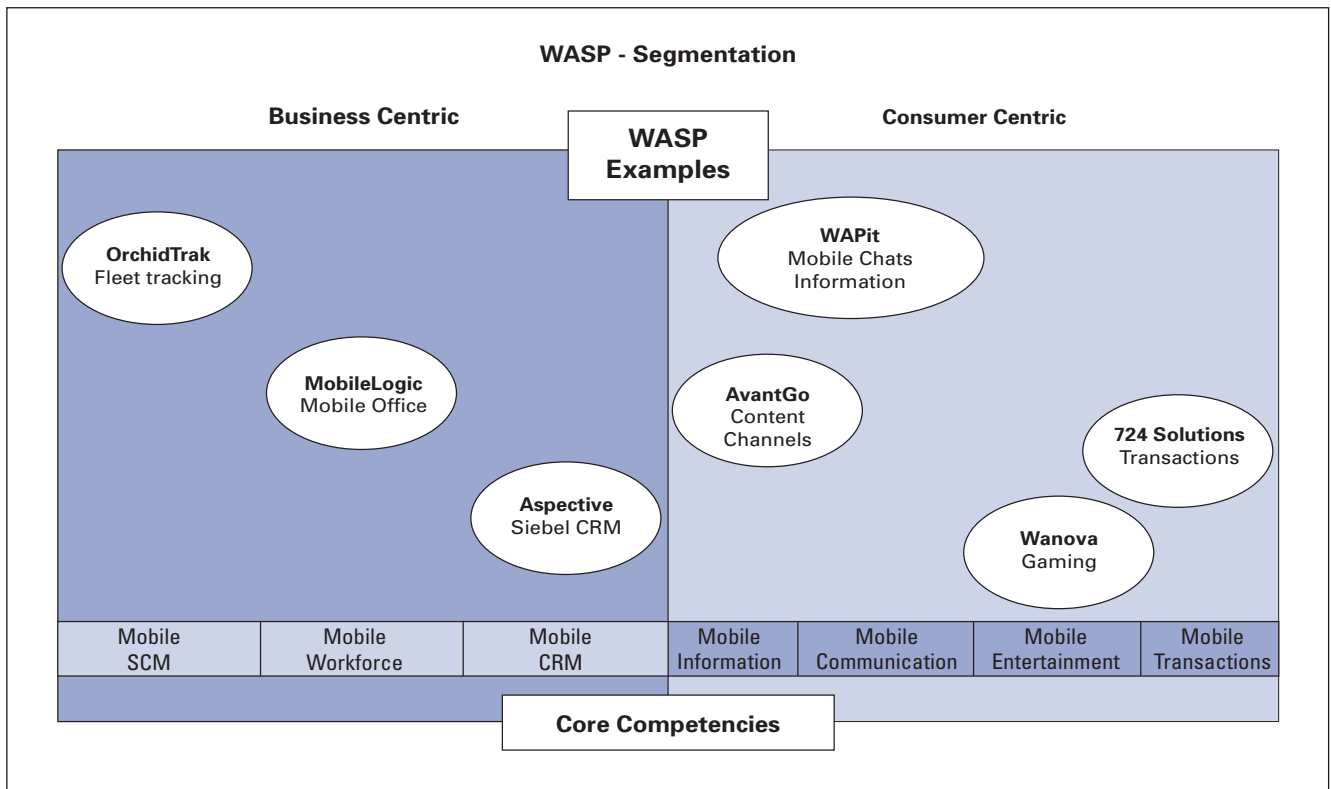 WASP - Segmentation
Business Centric
Consumer Centric
WASP
Examples
OrchidTrak
Fleet tracking
MobileLogic
Mobile Office
Aspective
Siebel CRM
WAPit
Mobile Chats
Information
AvantGo
Content
Channels
724 Solutions
Transactions
Wanova
Gaming
Mobile
SCM
Mobile
Workforce
Mobile
CRM
Mobile
Information
Mobile
Communication
Mobile
Entertainment
Mobile
Transactions
Core Competencies